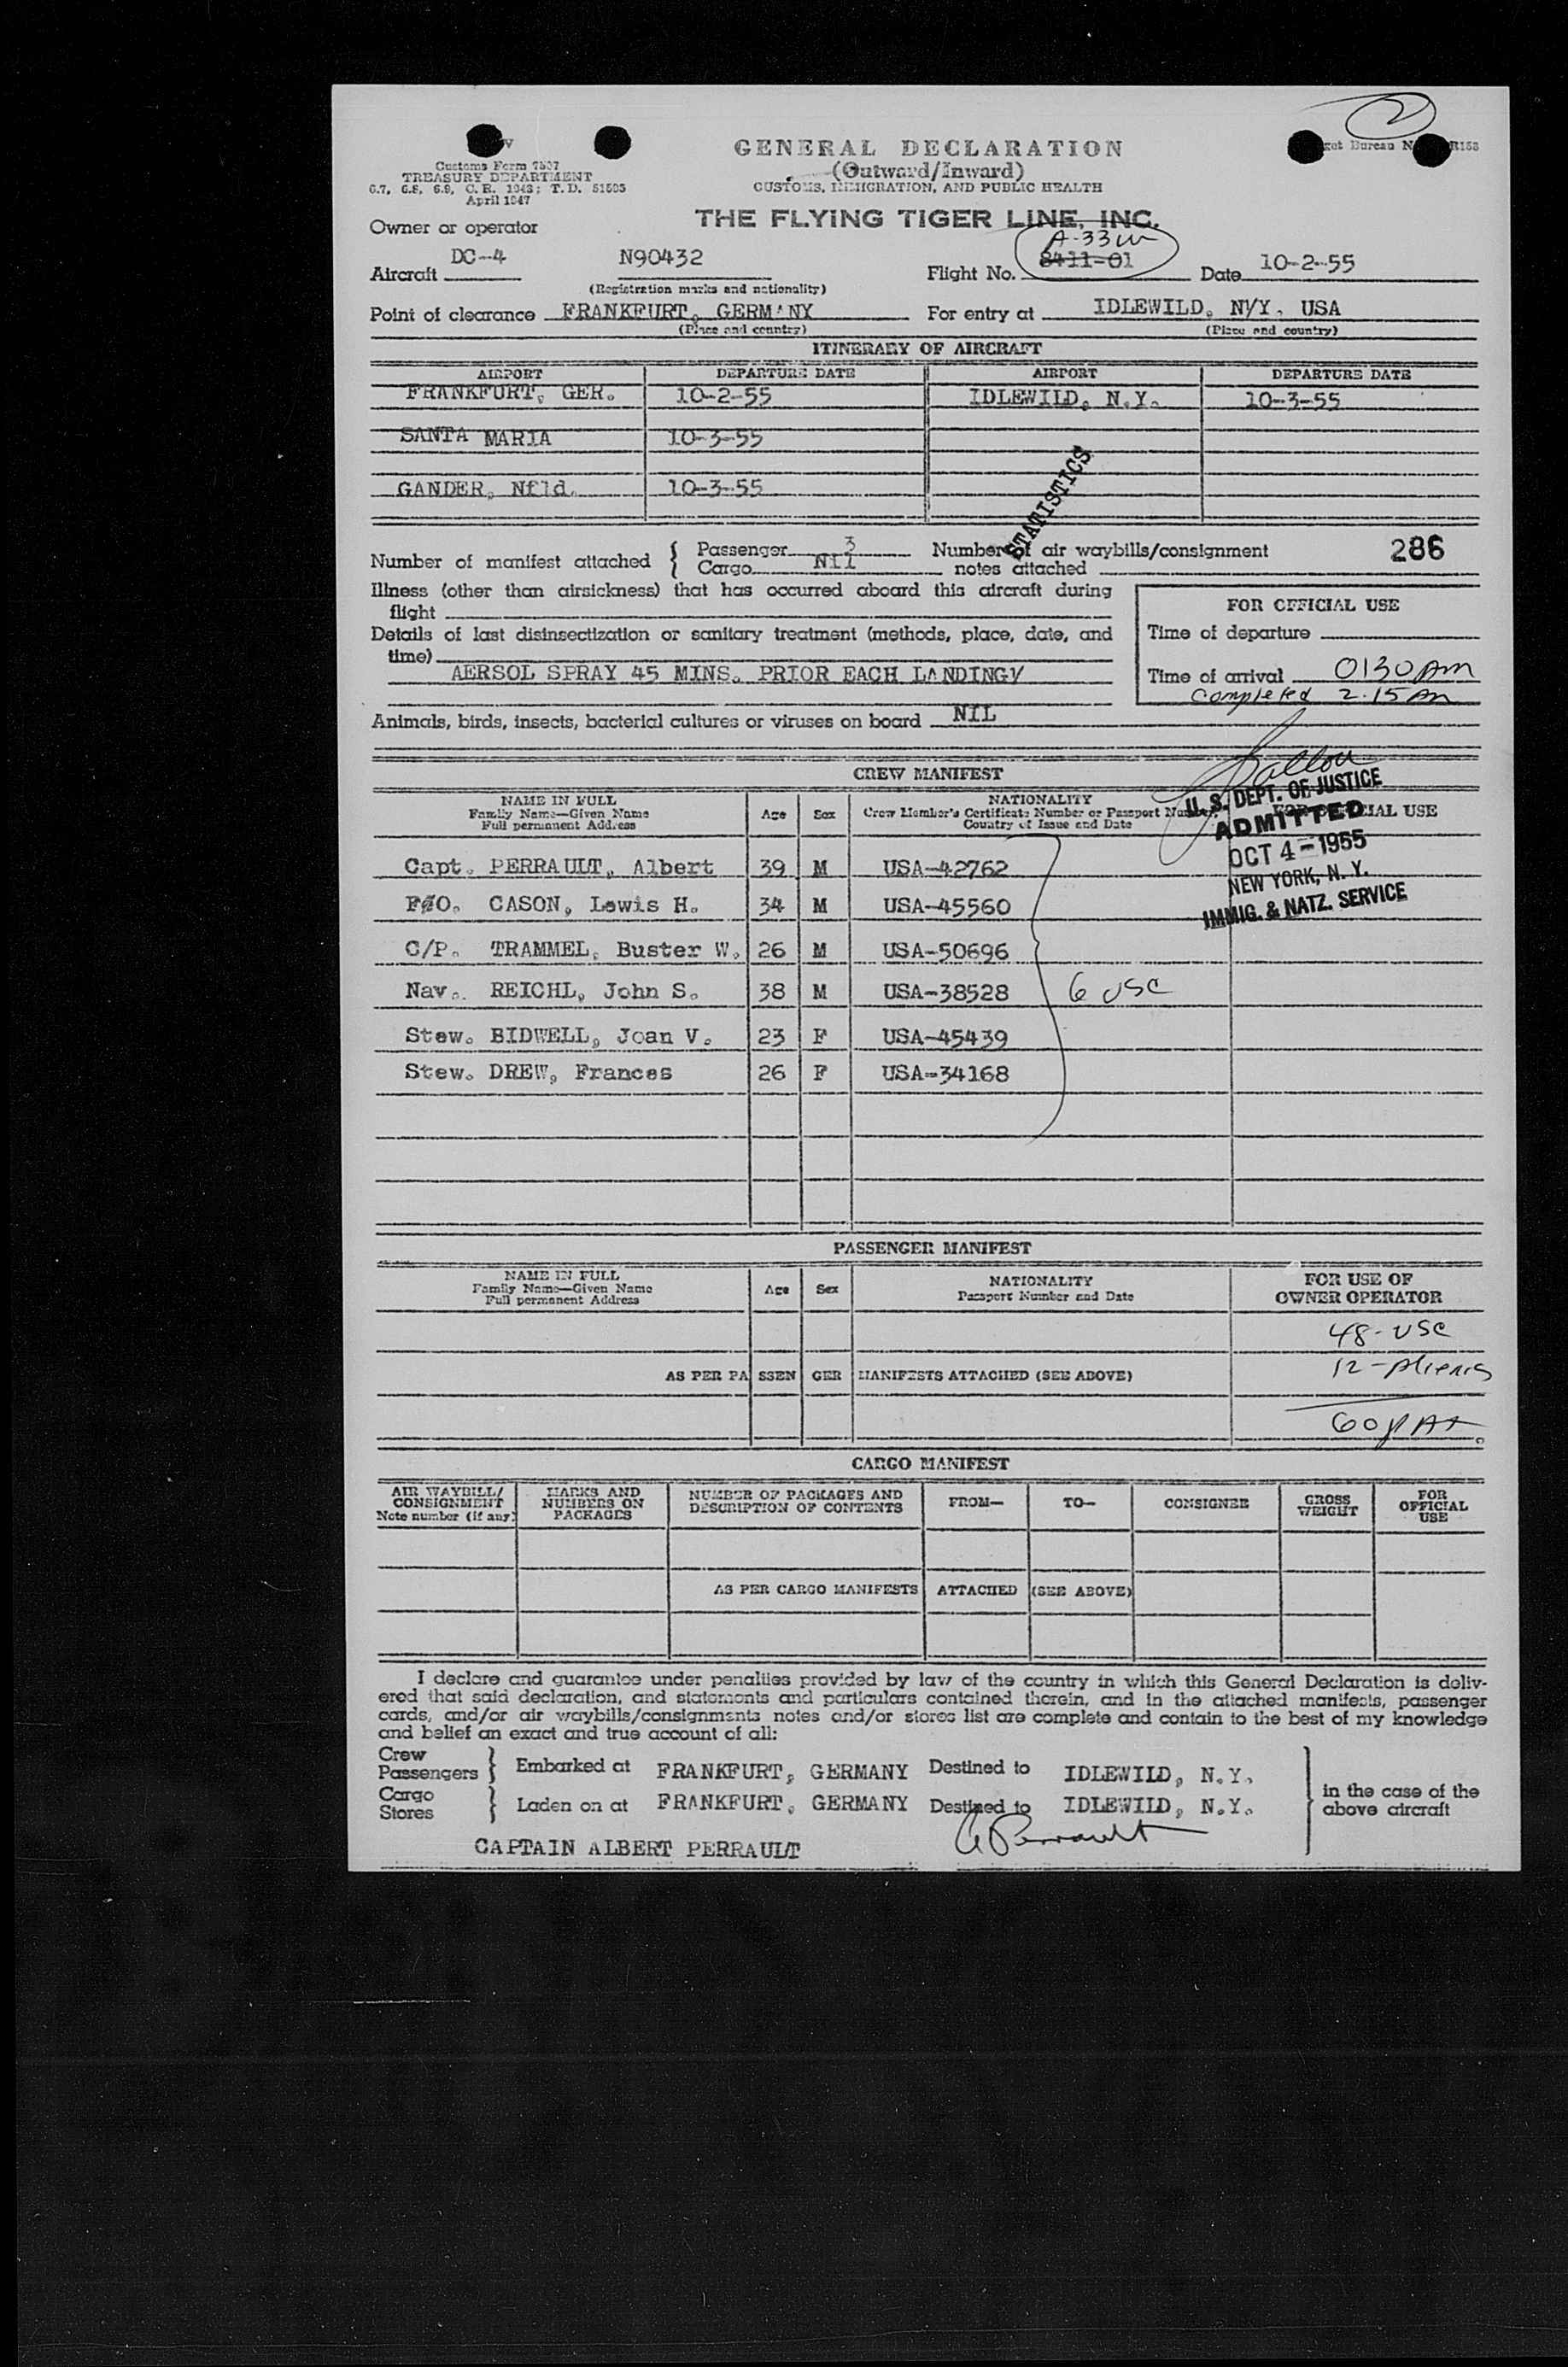 GENERAL DECLARATION
(Outward/Inward)
CUSTOMS, IMMIGRATION, AND PUBLIC HEALTH
Customs Form 7507
TREASURY DEPARTMENT
6.7, 6.8, 6.9, C. R. 1943; T. D. 51505
April 1947
2
Bureau N R153
THE FLYING TIGER LINE, INC.
Owner or operator
Aircraft DC-4 N90432
(Registration marks and nationality)
A-33W
Flight No. 8411-01 Date 10-2-55
Point of clearance FRANKFURT, GERMANY For entry at IDLEWILD, N/Y, USA
(Place and country) (Place and country)
ITINERARY OF AIRCRAFT
AIRPORT DEPARTURE DATE AIRPORT DEPARTURE DATE
FRANKFURT, GER. 10-2-55 IDLEWILD, N.Y. 10-3-55
SANTA MARIA 10-3-55
GANDER, Nfld. 10-3-55
STATISTICS
Number of manifest attached { Passenger 3 Number of air waybills/consignment 286
Cargo Nil notes attached
Illness (other than airsickness) that has occurred aboard this aircraft during
flight
Details of last disinsectization or sanitary treatment (methods, place, date, and
time)
AERSOL SPRAY 45 MINS. PRIOR EACH LANDING/
FOR OFFICIAL USE
Time of departure
Time of arrival 0130 AM
Completed 2.15 AM
Animals, birds, insects, bacterial cultures or viruses on board NIL
CREW MANIFEST
NAME IN FULL
Family Name—Given Name
Full permanent Address
Age Sex
NATIONALITY
Crew Member's Certificate Number or Passport Number
Country of Issue and Date
FOR OFFICIAL USE
U. S. DEPT. OF JUSTICE
ADMITTED
OCT 4 - 1955
NEW YORK, N. Y.
IMMIG. & NATZ. SERVICE
Capt. PERRAULT, Albert 39 M USA-42762
F/O. CASON, Lewis H. 34 M USA-45560
C/P. TRAMMEL, Buster W. 26 M USA-50696
Nav. REICHL, John S. 38 M USA-38528 6 USC
Stew. BIDWELL, Joan V. 23 F USA-45439
Stew. DREW, Frances 26 F USA-34168
PASSENGER MANIFEST
NAME IN FULL
Family Name—Given Name
Full permanent Address
Age Sex
NATIONALITY
Passport Number and Date
FOR USE OF
OWNER OPERATOR
48-USC
AS PER PASSENGER MANIFESTS ATTACHED (SEE ABOVE) 12-Aliens
60 PAX
CARGO MANIFEST
AIR WAYBILL/
CONSIGNMENT
Note number (if any)
MARKS AND
NUMBERS ON
PACKAGES
NUMBER OF PACKAGES AND
DESCRIPTION OF CONTENTS
FROM— TO— CONSIGNEE
GROSS
WEIGHT
FOR
OFFICIAL
USE
AS PER CARGO MANIFESTS ATTACHED (SEE ABOVE)
I declare and guarantee under penalties provided by law of the country in which this General Declaration is deliv-
ered that said declaration, and statements and particulars contained therein, and in the attached manifests, passenger
cards, and/or air waybills/consignments notes and/or stores list are complete and contain to the best of my knowledge
and belief an exact and true account of all:
Crew
Passengers } Embarked at FRANKFURT, GERMANY Destined to IDLEWILD, N.Y.
Cargo
Stores } Laden on at FRANKFURT, GERMANY Destined to IDLEWILD, N.Y.
in the case of the
above aircraft
CAPTAIN ALBERT PERRAULT A Perrault